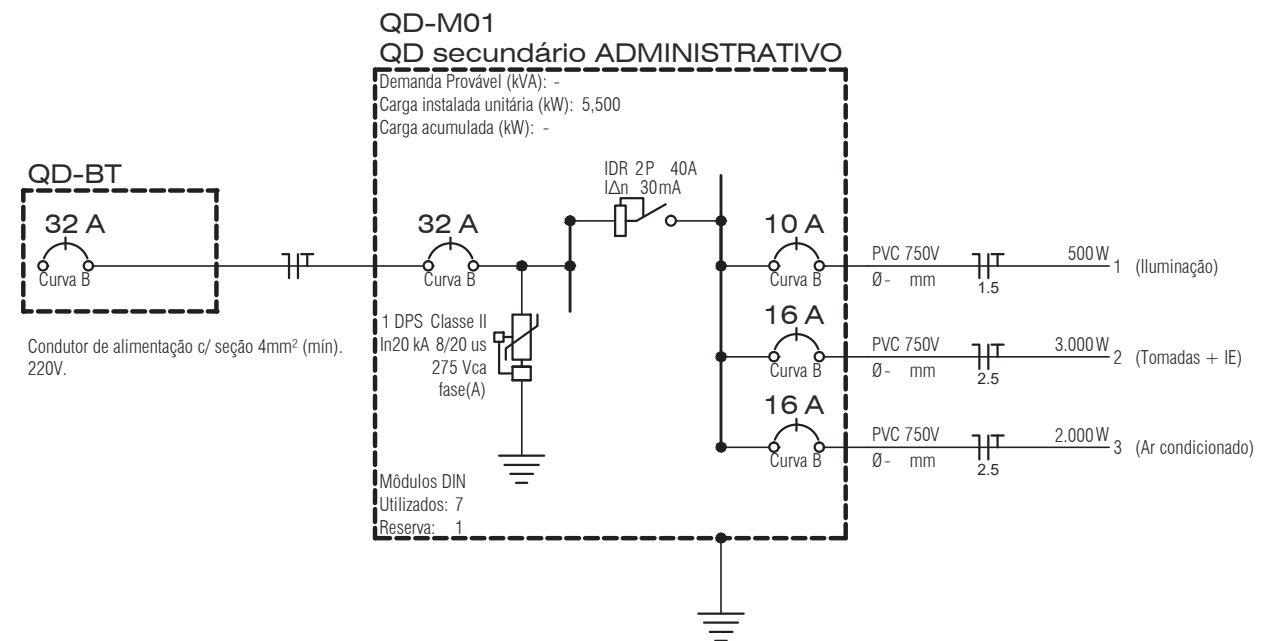 QD-M01
QD secundário ADMINISTRATIVO
Demanda Provável (kVA): -
Carga instalada unitária (kW): 5,500
Carga acumulada (kW): -
QD-BT
32 A
Curva B
Condutor de alimentação c/ seção 4mm² (mín).
220V.
32 A
Curva B
1 DPS Classe II
In20 kA 8/20 us
275 Vca
fase(A)
IDR 2P 40A
IΔn 30mA
10 A
Curva B
PVC 750V
Ø- mm
1.5
500W
1 (Iluminação)
16 A
Curva B
PVC 750V
Ø- mm
2.5
3.000W
2 (Tomadas + IE)
16 A
Curva B
PVC 750V
Ø- mm
2.5
2.000W
3 (Ar condicionado)
Môdulos DIN
Utilizados: 7
Reserva: 1